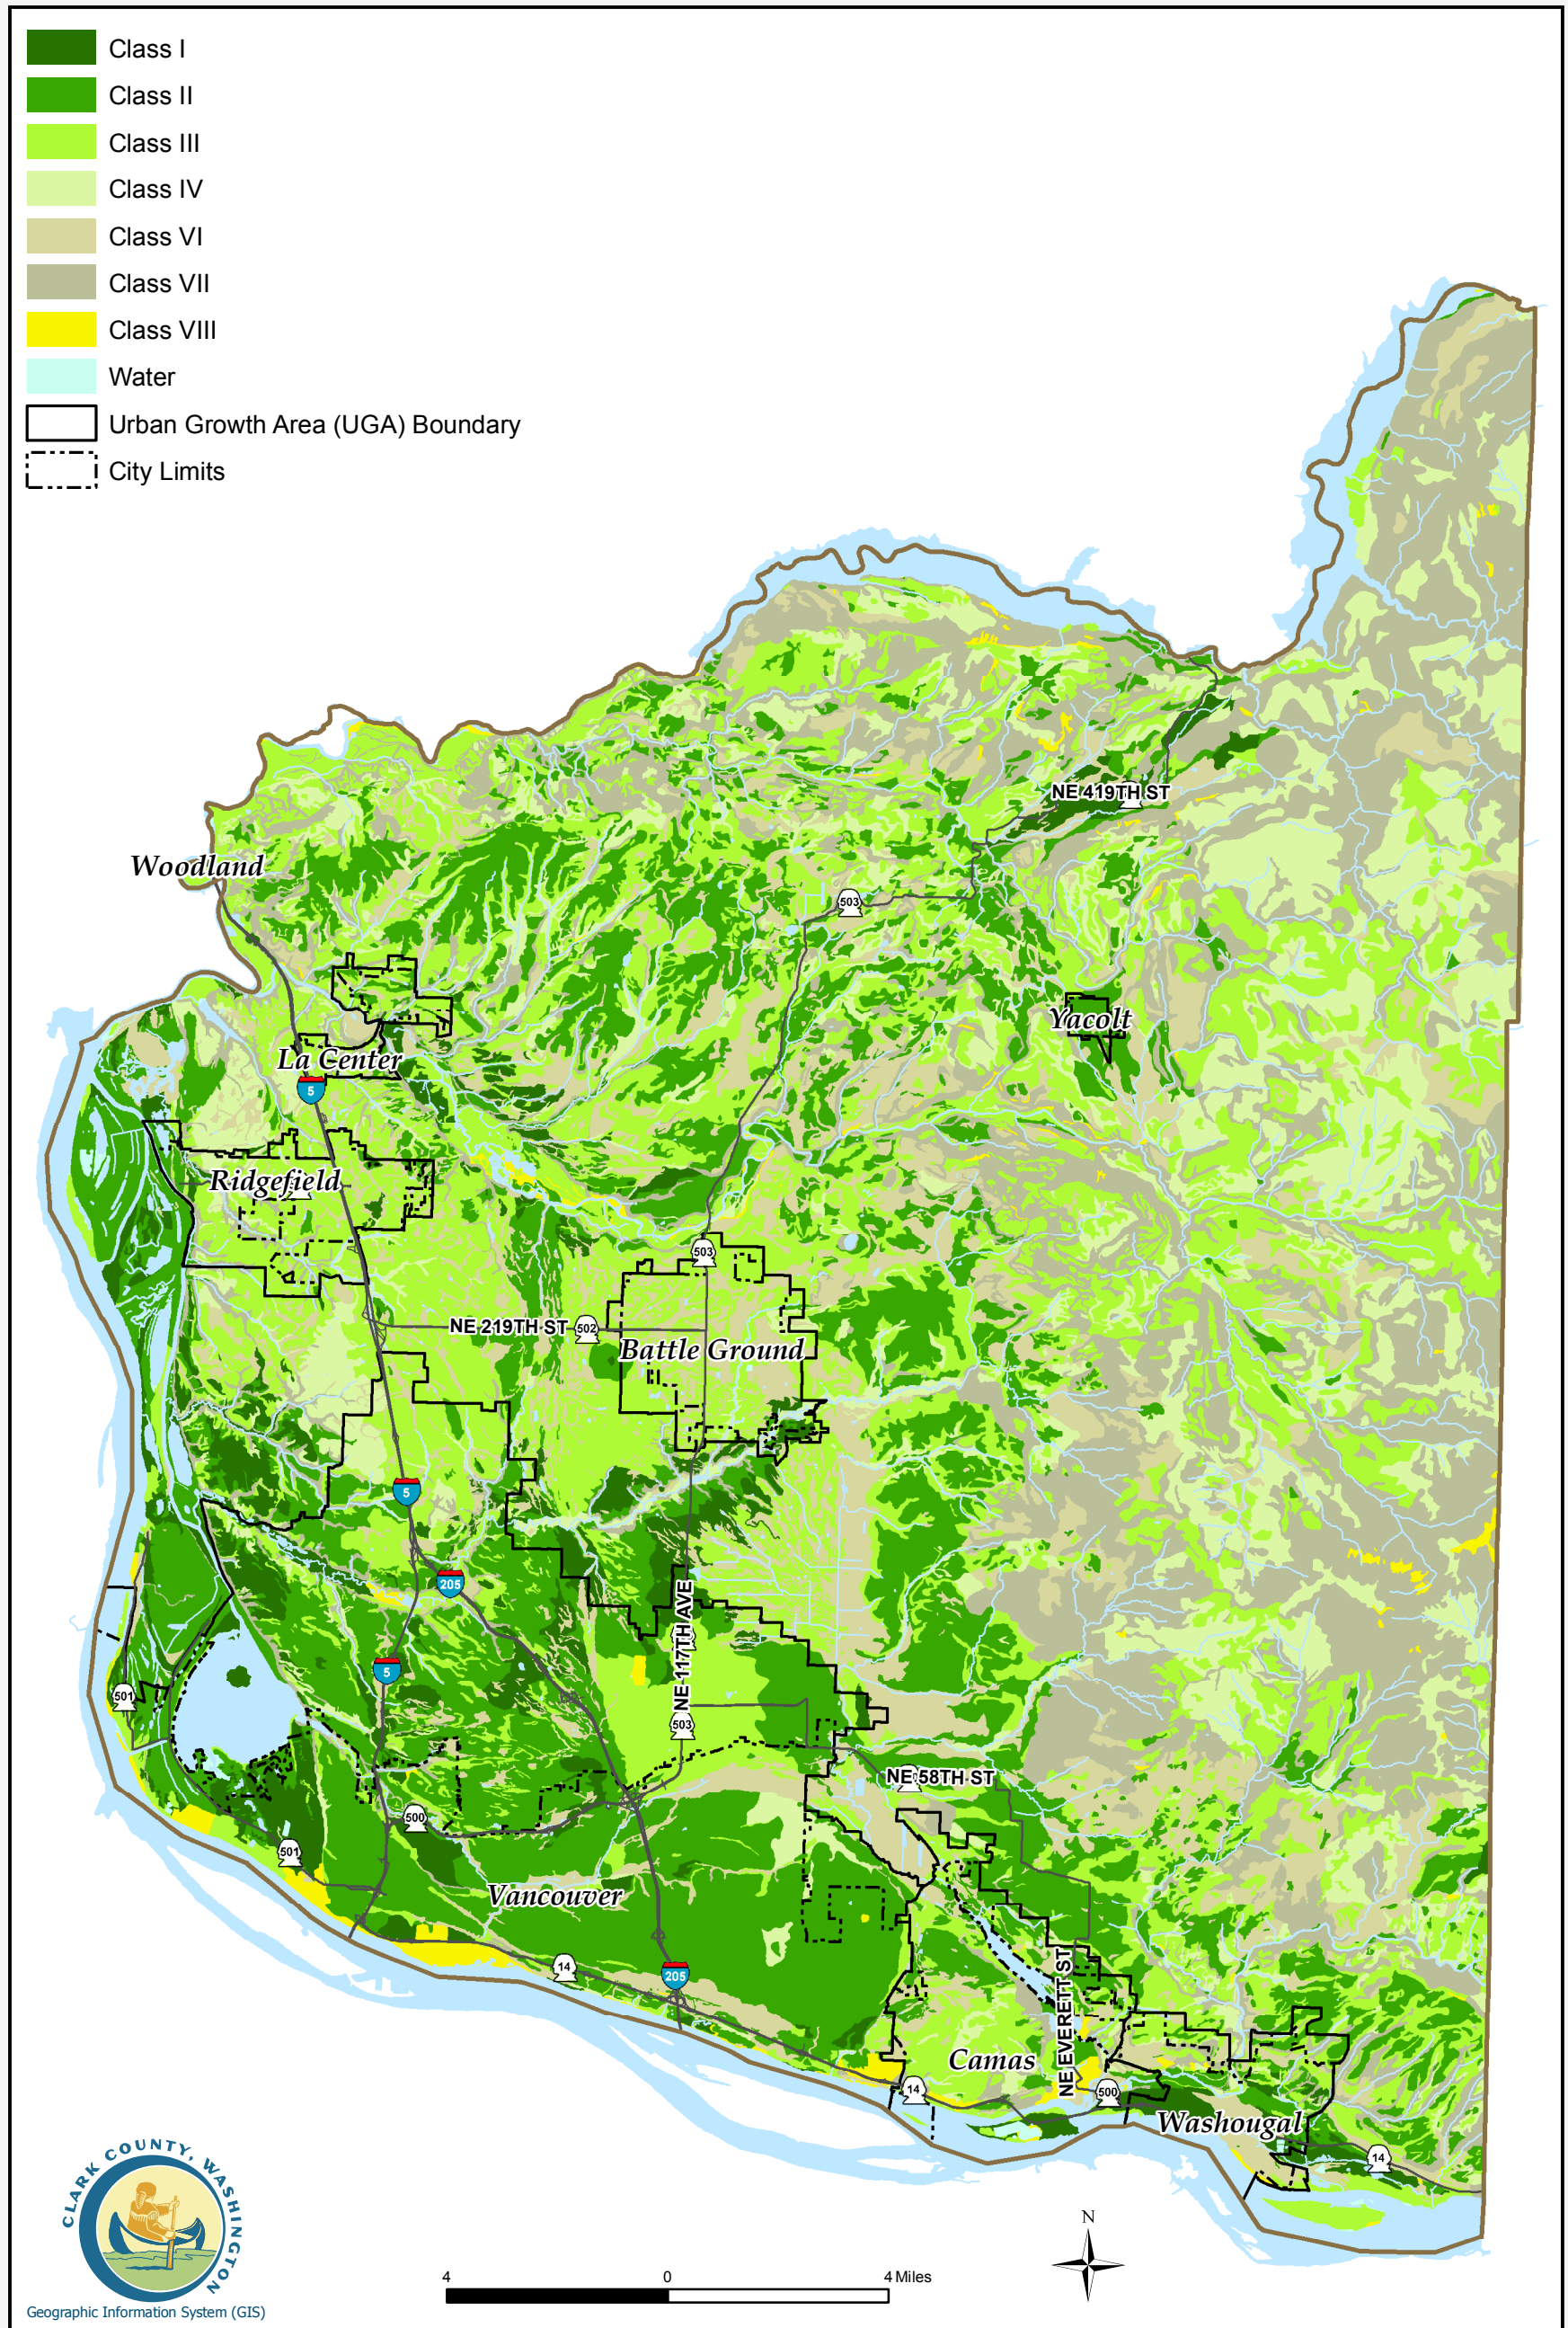 Class I
Class II
Class III
Class IV
Class VI
Class VII
Class VIII
Water
Urban Growth Area (UGA) Boundary
City Limits
NE 419TH ST
Woodland
503
Yacolt
La Center
5
Ridgefield
503
NE 219TH ST
502
Battle Ground
5
205
NE 117TH AVE
5
501
503
NE 58TH ST
500
501
Vancouver
14
205
NE EVERETT ST
Camas
14
500
Washougal
14
CLARK COUNTY, WASHINGTON
Geographic Information System (GIS)
N
4 0 4 Miles